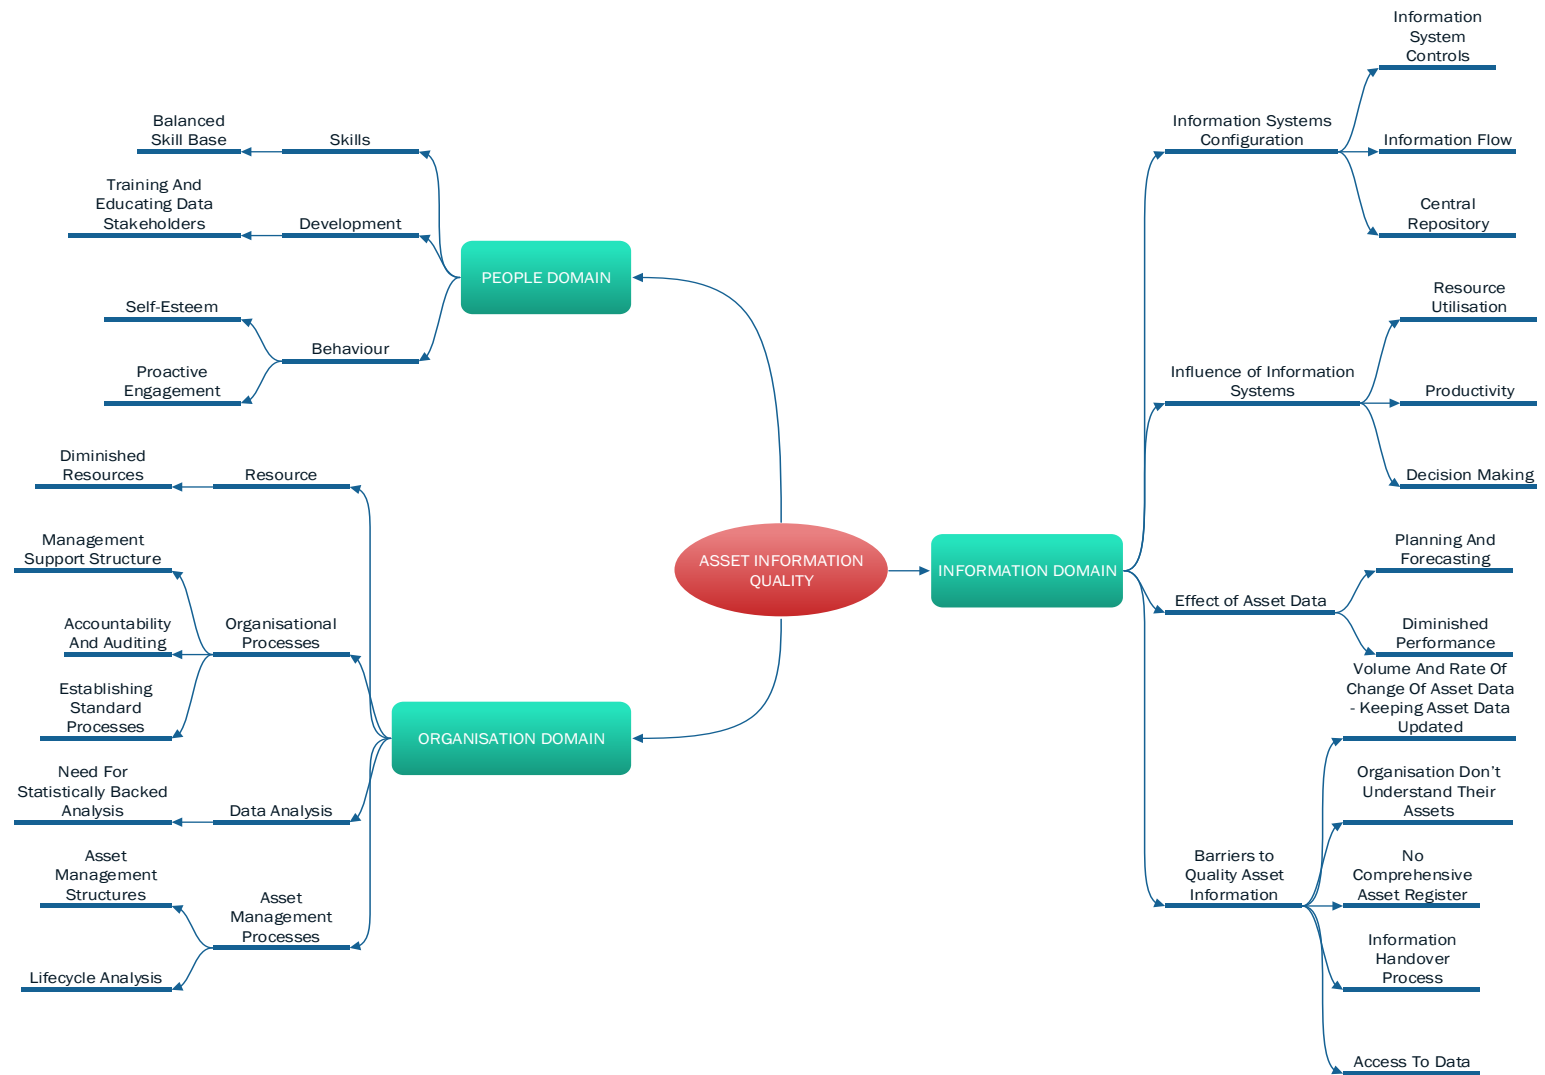 ASSET INFORMATION
QUALITY
PEOPLE DOMAIN
Skills
Balanced
Skill Base
Development
Training And
Educating Data
Stakeholders
Behaviour
Self-Esteem
Proactive
Engagement
ORGANISATION DOMAIN
Resource
Diminished
Resources
Organisational
Processes
Management
Support Structure
Accountability
And Auditing
Establishing
Standard
Processes
Data Analysis
Need For
Statistically Backed
Analysis
Asset
Management
Processes
Asset
Management
Structures
Lifecycle Analysis
INFORMATION DOMAIN
Information Systems
Configuration
Information
System
Controls
Information Flow
Central
Repository
Influence of Information
Systems
Resource
Utilisation
Productivity
Decision Making
Effect of Asset Data
Planning And
Forecasting
Diminished
Performance
Barriers to
Quality Asset
Information
Volume And Rate Of
Change Of Asset Data
- Keeping Asset Data
Updated
Organisation Don't
Understand Their
Assets
No
Comprehensive
Asset Register
Information
Handover
Process
Access To Data